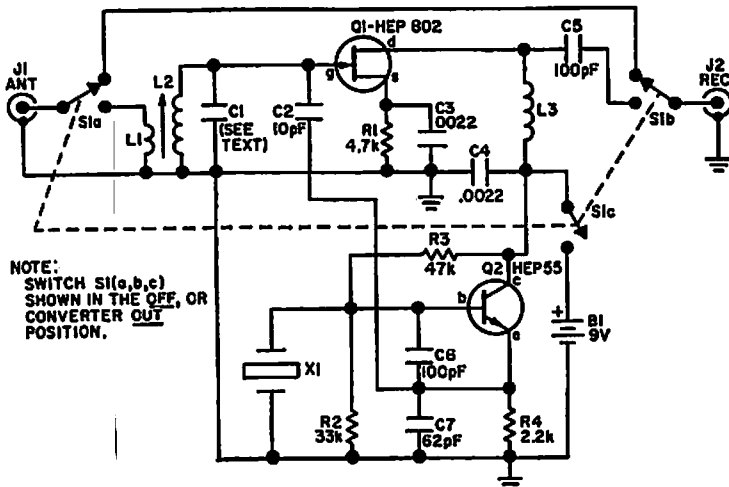 Q1-HEP 802
J1
ANT
S1a
L1
L2
C1
(SEE
TEXT)
C2
10pF
g
d
s
R1
4.7k
C3
.0022
C4
.0022
L3
C5
100pF
J2
REC
S1b
S1c
NOTE:
SWITCH S1(a,b,c)
SHOWN IN THE OFF, OR
CONVERTER OUT
POSITION.
R3
47k
Q2 HEP55
c
b
e
X1
C6
100pF
C7
62pF
R2
33k
R4
2.2k
+
B1
9V